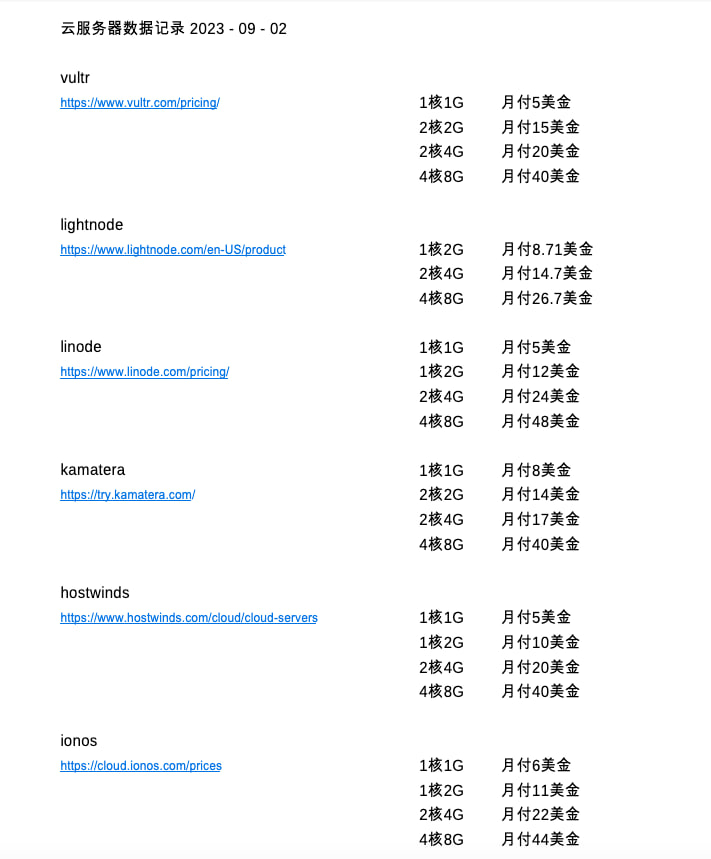 云服务器数据记录 2023 - 09 - 02
vultr
https://www.vultr.com/pricing/ 1核1G 月付5美金
2核2G 月付15美金
2核4G 月付20美金
4核8G 月付40美金
lightnode
https://www.lightnode.com/en-US/product 1核2G 月付8.71美金
2核4G 月付14.7美金
4核8G 月付26.7美金
linode 1核1G 月付5美金
https://www.linode.com/pricing/ 1核2G 月付12美金
2核4G 月付24美金
4核8G 月付48美金
kamatera 1核1G 月付8美金
https://try.kamatera.com/ 2核2G 月付14美金
2核4G 月付17美金
4核8G 月付40美金
hostwinds
https://www.hostwinds.com/cloud/cloud-servers 1核1G 月付5美金
1核2G 月付10美金
2核4G 月付20美金
4核8G 月付40美金
ionos
https://cloud.ionos.com/prices 1核1G 月付6美金
1核2G 月付11美金
2核4G 月付22美金
4核8G 月付44美金